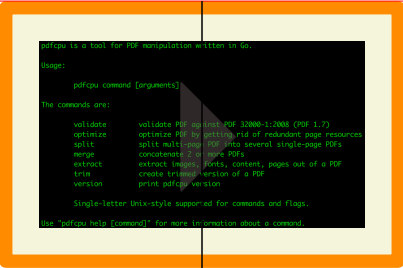 pdfcpu is a tool for PDF manipulation written in Go.
Usage:
pdfcpu command [arguments]
The commands are:
validate validate PDF against PDF 32000-1:2008 (PDF 1.7)
optimize optimize PDF by getting rid of redundant page resources
split split multi-page PDF into several single-page PDFs
merge concatenate 2 or more PDFs
extract extract images, fonts, content, pages out of a PDF
trim create trimmed version of a PDF
version print pdfcpu version
Single-letter Unix-style supported for commands and flags.
Use "pdfcpu help [command]" for more information about a command.